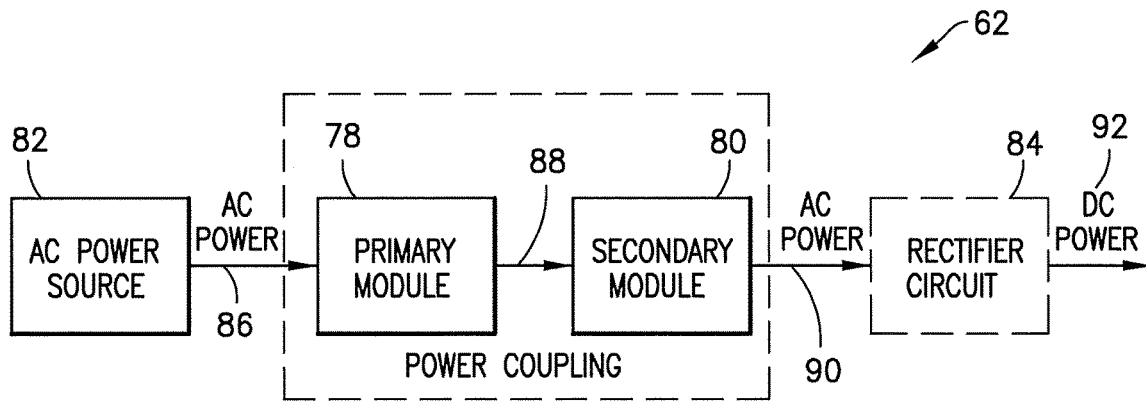 62
82
78
88
80
84
92
AC POWER
SOURCE
AC
POWER
86
PRIMARY
MODULE
SECONDARY
MODULE
AC
POWER
90
RECTIFIER
CIRCUIT
DC
POWER
POWER COUPLING